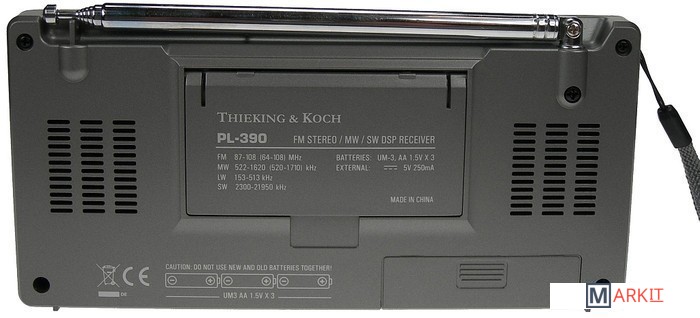 THIEKING & KOCH
PL-390 FM STEREO / MW / SW DSP RECEIVER
FM 87-108 (64-108) MHz
MW 522-1620 (520-1710) kHz
LW 153-513 kHz
SW 2300-21950 kHz
BATTERIES: UM-3, AA 1.5V X 3
EXTERNAL: 5V 250mA
MADE IN CHINA
CAUTION: DO NOT USE NEW AND OLD BATTERIES TOGETHER!
CE
DE
UM3 AA 1.5V X 3
MARKIT